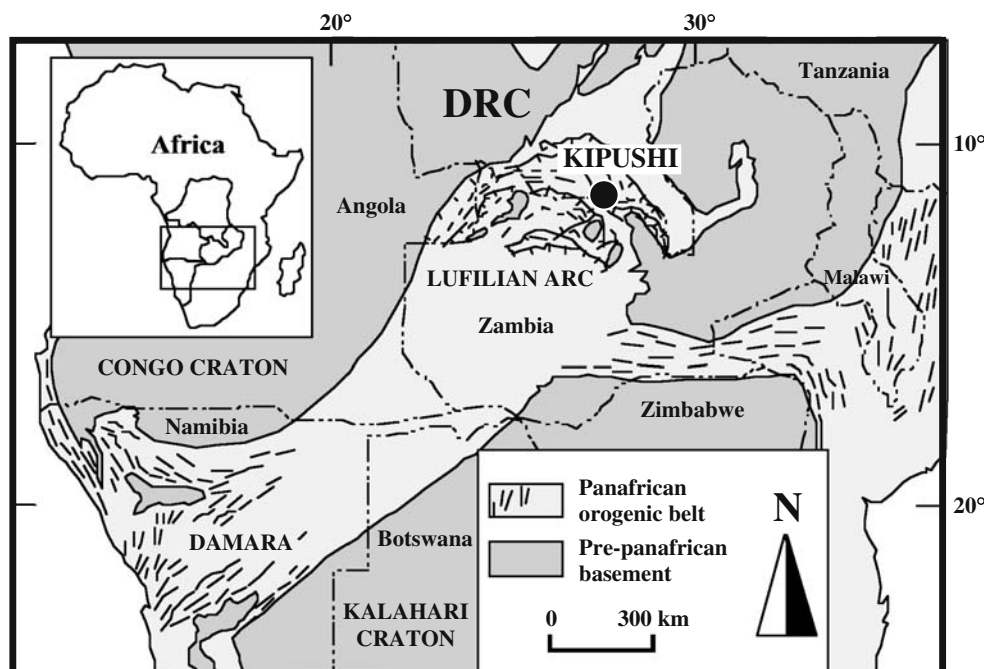 20°
30°
Africa
DRC
Tanzania
10°
KIPUSHI
Angola
LUFILIAN ARC
Malawi
Zambia
CONGO CRATON
Namibia
Zimbabwe
Panafrican
orogenic belt
N
20°
DAMARA
Botswana
Pre-panafrican
basement
KALAHARI
CRATON
0
300 km